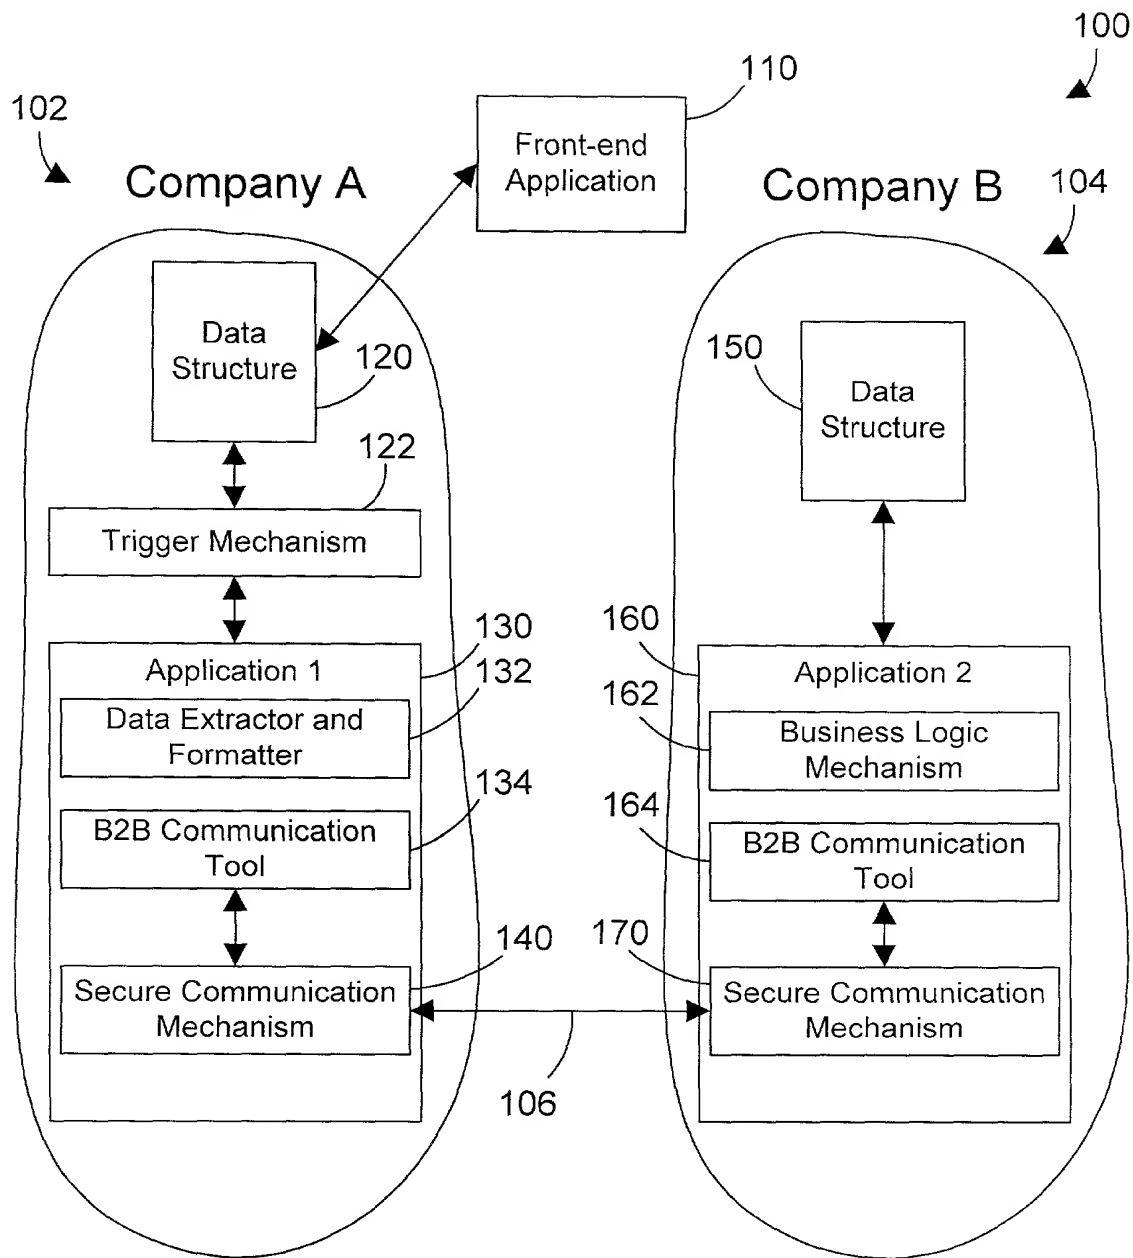 100
110
102
Front-end
Application
Company A
Company B
104
Data
Structure
120
150
Data
Structure
122
Trigger Mechanism
130
160
Application 1
Application 2
132
162
Data Extractor and
Formatter
Business Logic
Mechanism
134
164
B2B Communication
Tool
B2B Communication
Tool
140
170
Secure Communication
Mechanism
Secure Communication
Mechanism
106